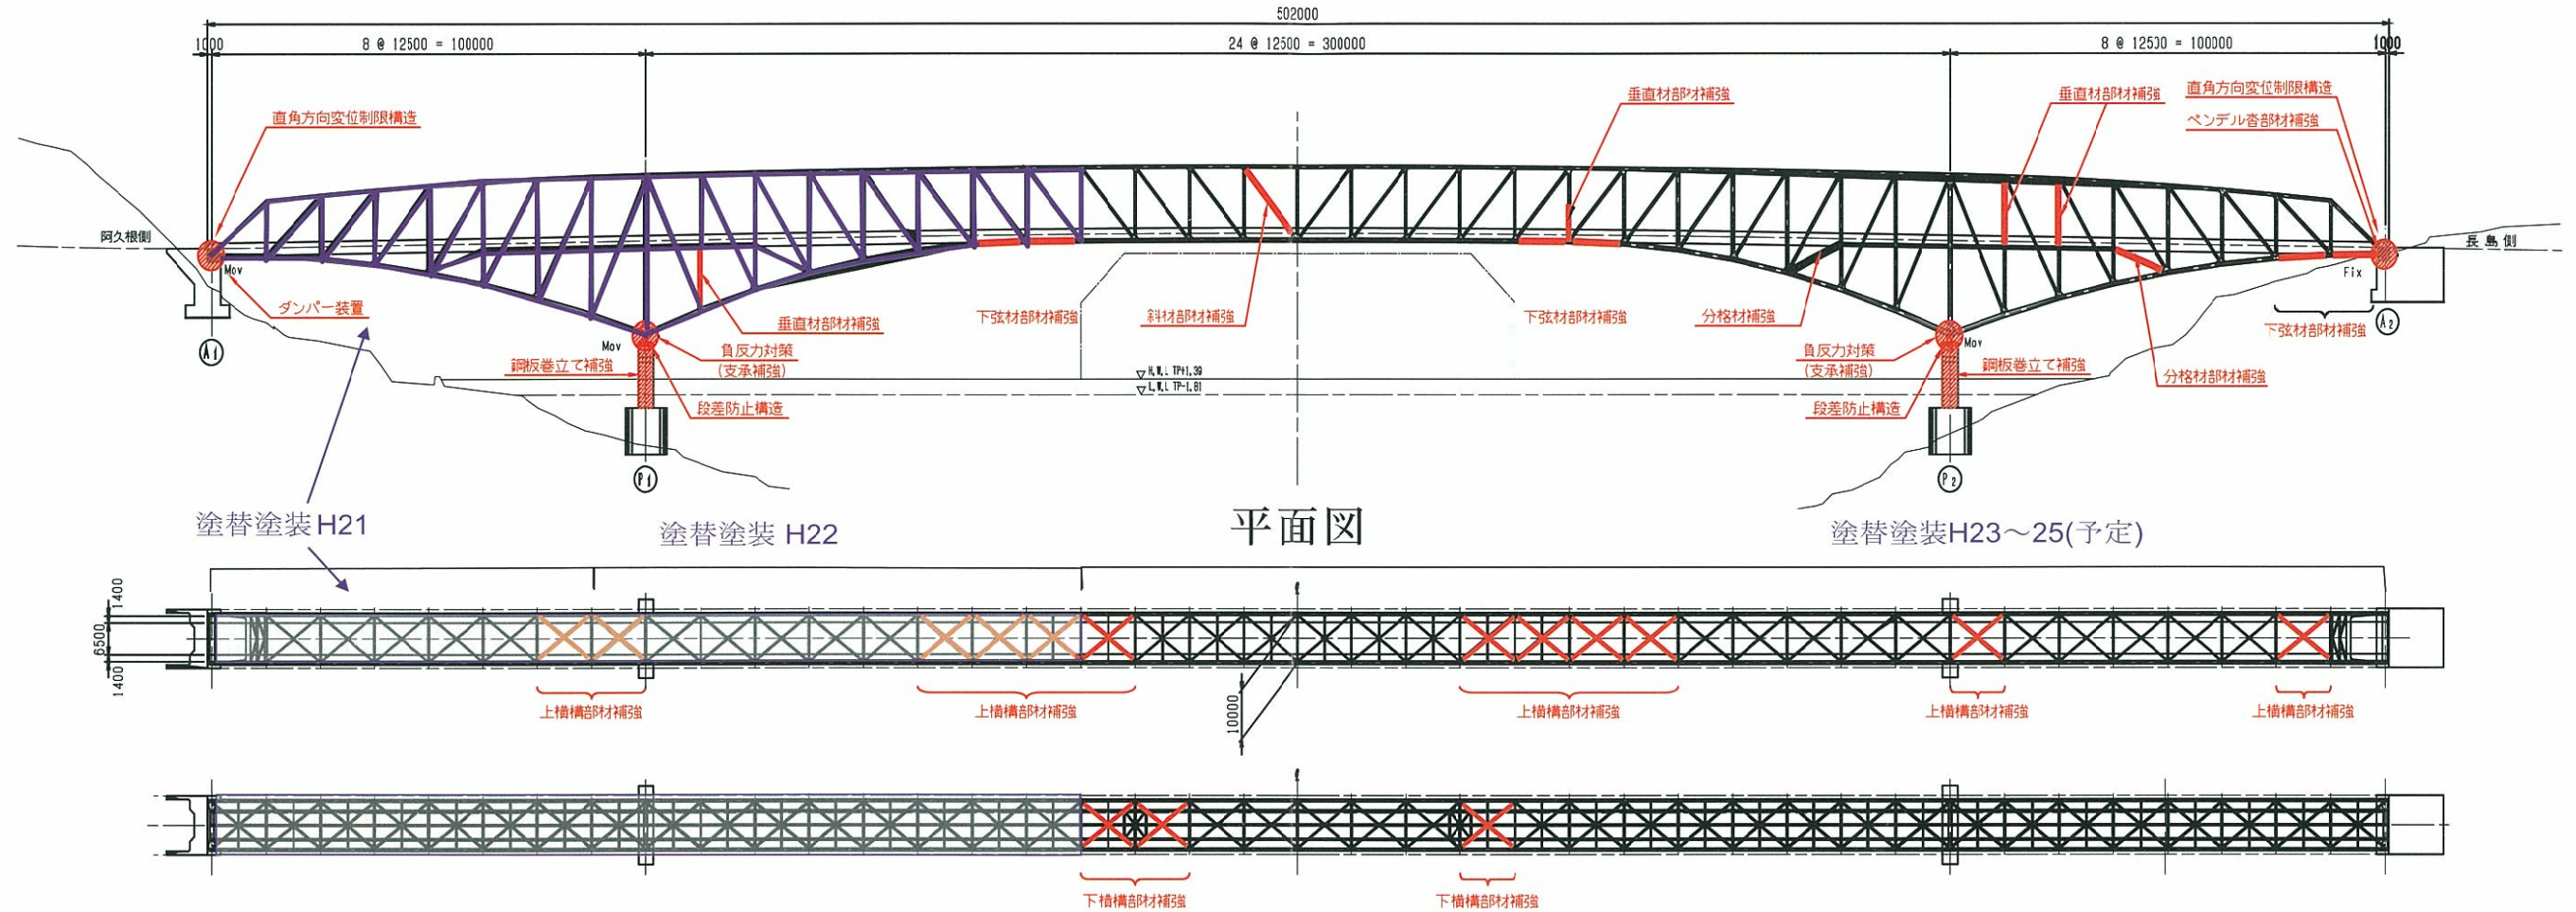 502000
1000
8 @ 12500 = 100000
24 @ 12500 = 300000
8 @ 12500 = 100000
1000
直角方向変位制限構造
垂直材部材補強
垂直材部材補強
直角方向変位制限構造
ペンデル沓部材補強
阿久根側
長島側
Mov
Fix
ダンパー装置
垂直材部材補強
下弦材部材補強
斜材部材補強
下弦材部材補強
分格材補強
下弦材部材補強
A1
A2
Mov
負反力対策
(支承補強)
鋼板巻立て補強
段差防止構造
H.W.L TP+1.39
L.W.L TP-1.81
Mov
負反力対策
(支承補強)
鋼板巻立て補強
分格材部材補強
段差防止構造
P1
P2
塗替塗装H21
塗替塗装 H22
平面図
塗替塗装H23～25(予定)
1400
6500
1400
上横構部材補強
上横構部材補強
10000
上横構部材補強
上横構部材補強
上横構部材補強
下横構部材補強
下横構部材補強